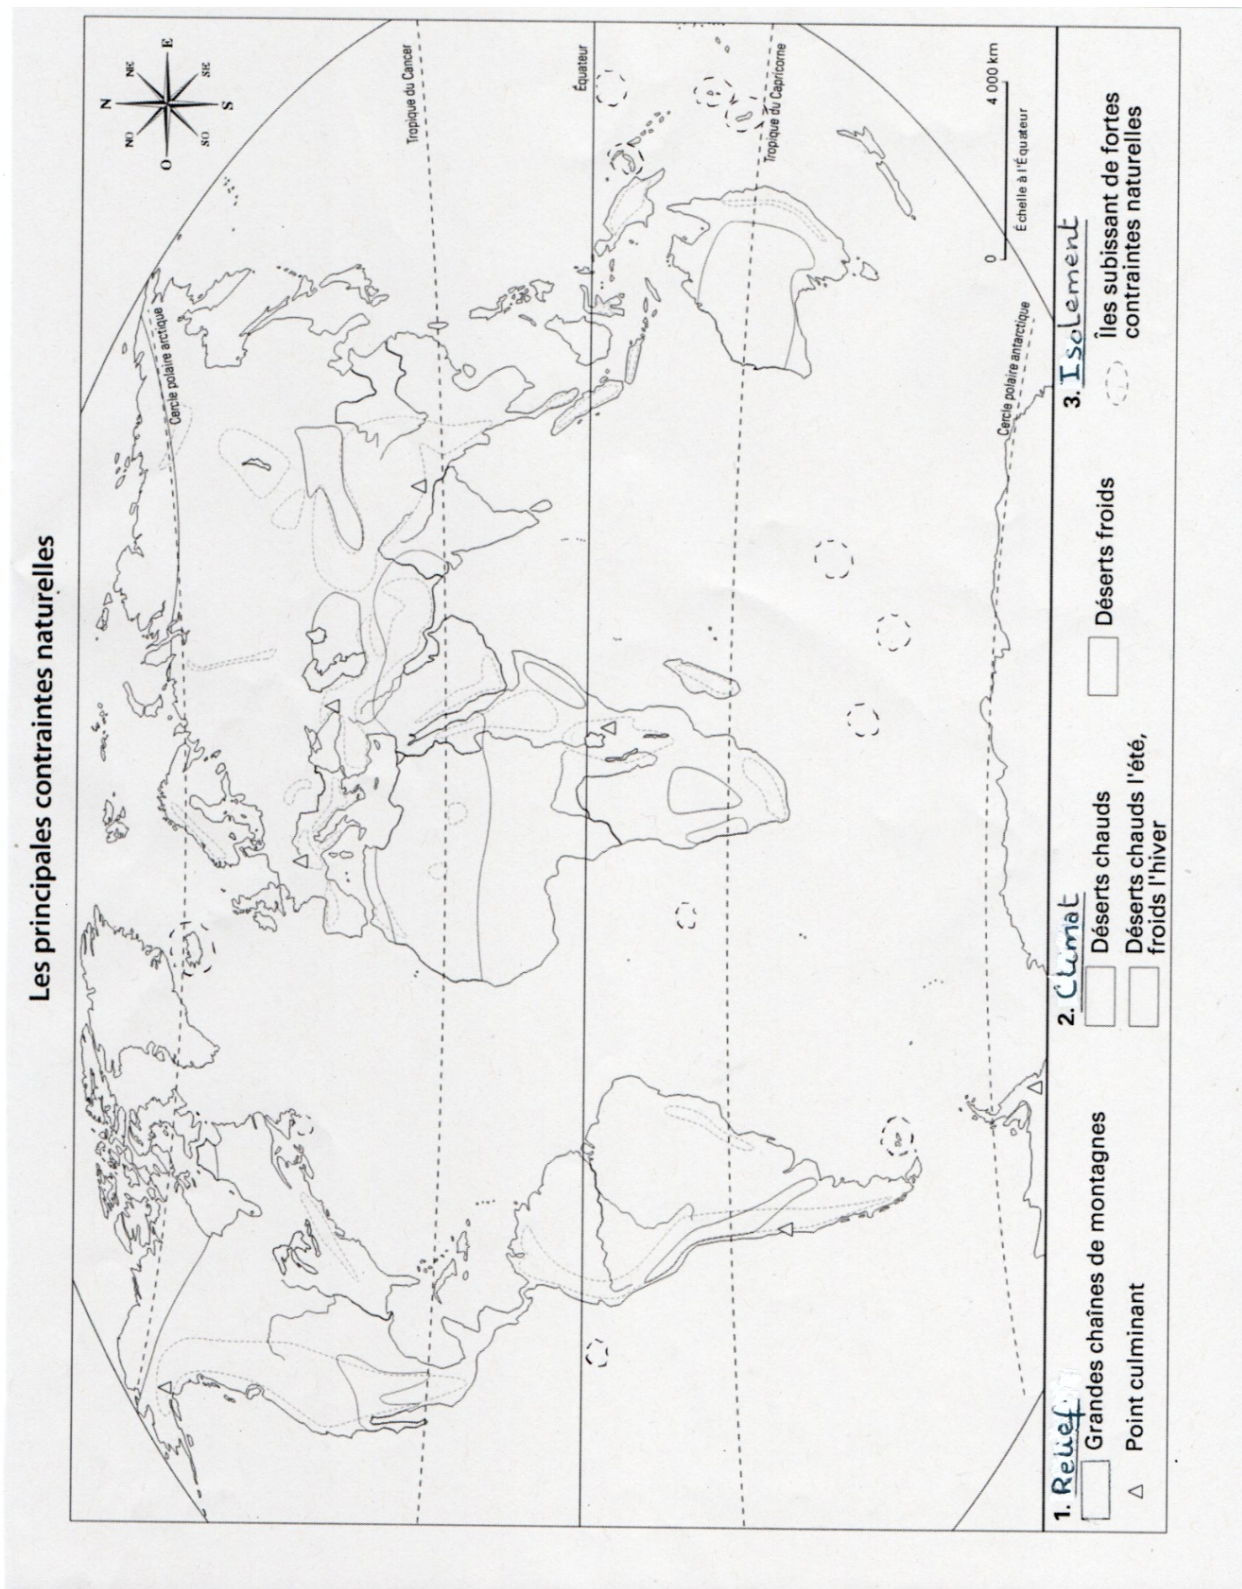 Les principales contraintes naturelles
N
NE
E
SE
S
SO
O
NO
Cercle polaire arctique
Tropique du Cancer
Équateur
Tropique du Capricorne
Cercle polaire antarctique
0 4 000 km
Échelle à l'Équateur
1. Relief
Grandes chaînes de montagnes
Point culminant
2. Climat
Déserts chauds
Déserts chauds l'été,
froids l'hiver
Déserts froids
3. Isolement
Îles subissant de fortes
contraintes naturelles